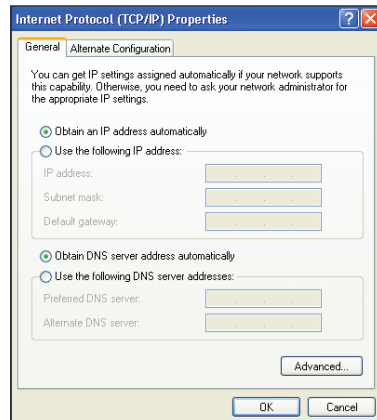 Internet Protocol (TCP/IP) Properties
General Alternate Configuration
You can get IP settings assigned automatically if your network supports
this capability. Otherwise, you need to ask your network administrator for
the appropriate IP settings.
Obtain an IP address automatically
Use the following IP address:
IP address:
Subnet mask:
Default gateway:
Obtain DNS server address automatically
Use the following DNS server addresses:
Preferred DNS server:
Alternate DNS server:
Advanced...
OK Cancel